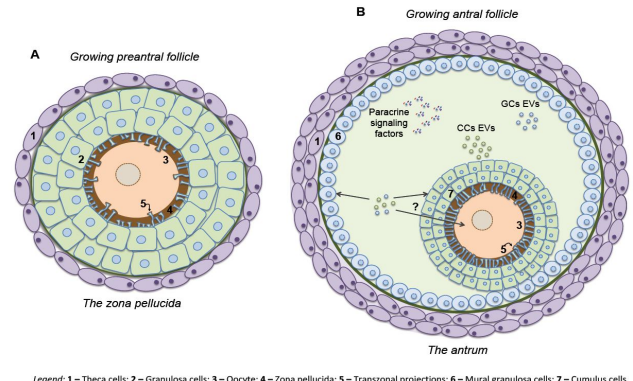 A
Growing preantral follicle
1
2
3
5
4
The zona pellucida
B
Growing antral follicle
1
6
Paracrine
signaling
factors
CCs EVs
GCs EVs
7
4
?
3
5
The antrum
Legend: 1 – Theca cells; 2 – Granulosa cells; 3 – Oocyte; 4 – Zona pellucida; 5 – Transzonal projections; 6 – Mural granulosa cells; 7 – Cumulus cells